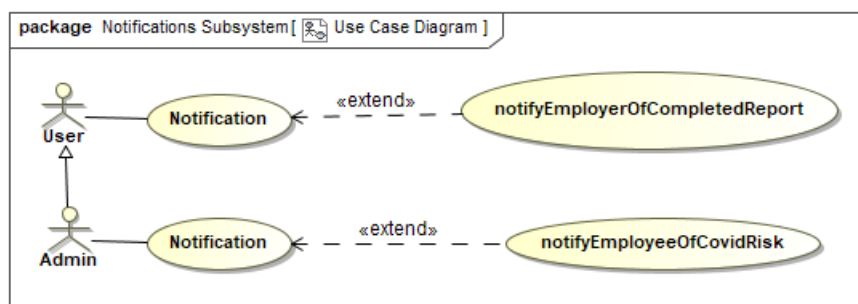 package Notifications Subsystem[ Use Case Diagram ]
«extend»
notifyEmployerOfCompletedReport
Notification
User
«extend»
Notification
notifyEmployeeOfCovidRisk
Admin